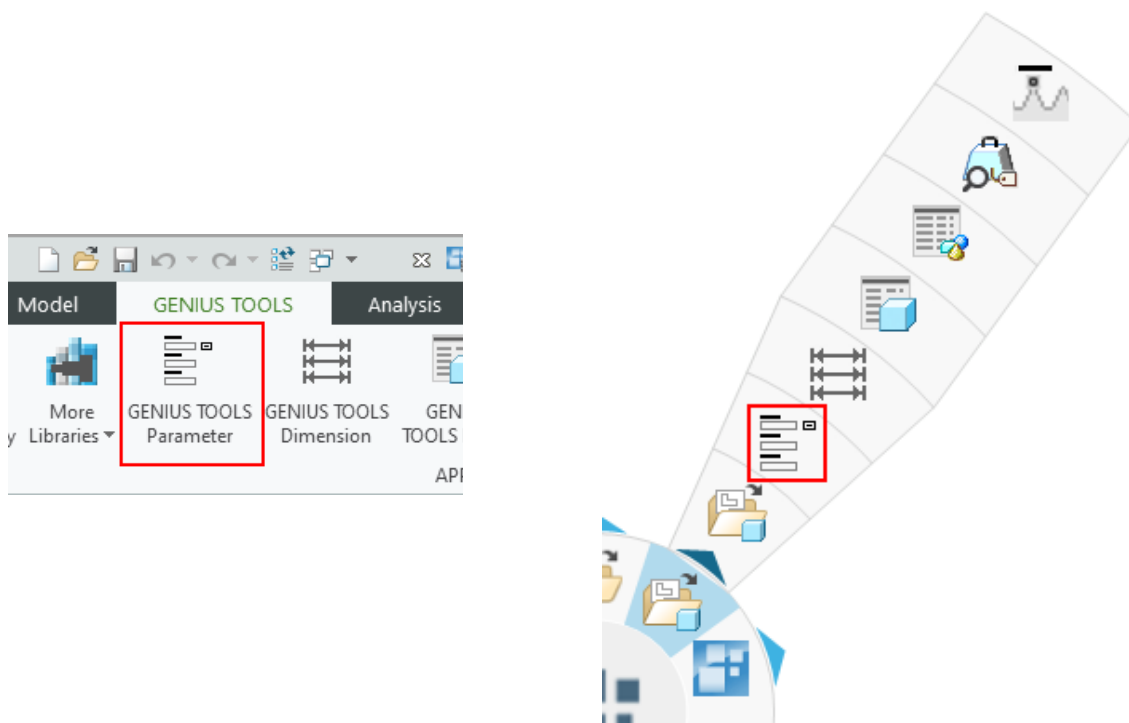 Model GENIUS TOOLS Analysis
More GENIUS TOOLS GENIUS TOOLS GEN
y Libraries Parameter Dimension TOOLS
API